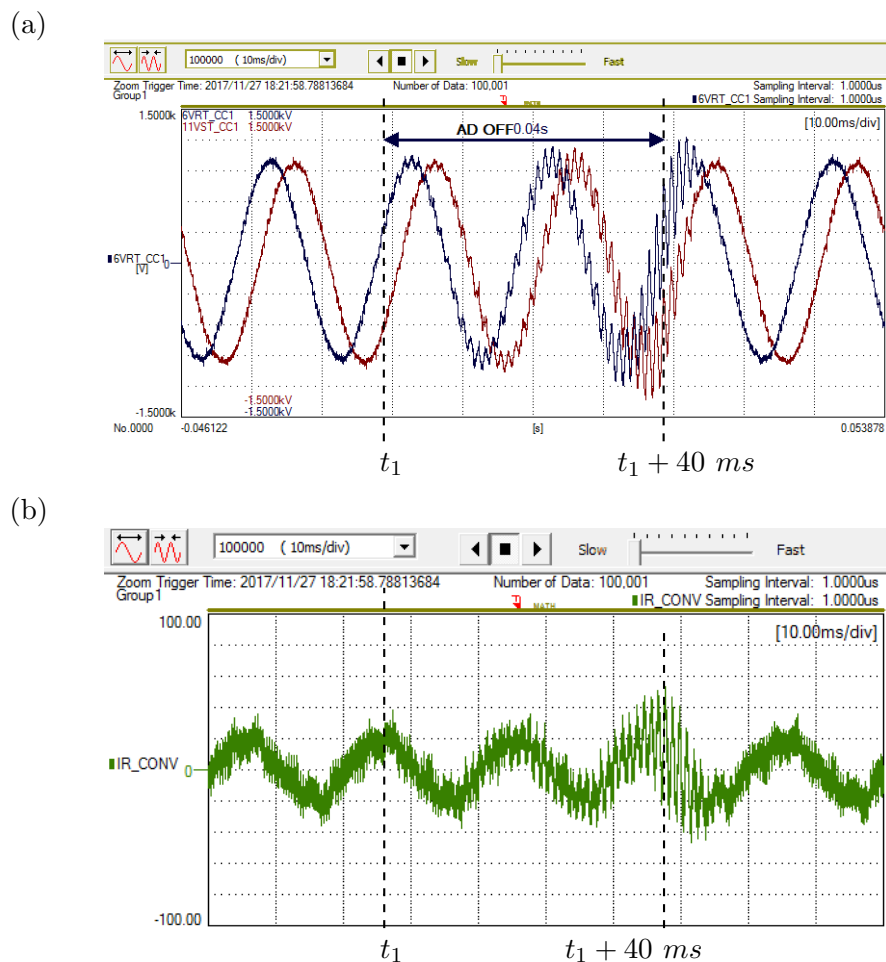 (a)
100000 ( 10ms/div)
Slow
Fast
Zoom Trigger Time: 2017/11/27 18:21:58.78813684 Number of Data: 100,001 Sampling Interval: 1.0000us
Group1 6VRT_CC1 Sampling Interval: 1.0000us
1.5000k 6VRT_CC1 1.5000kV [10.00ms/div]
11VST_CC1 1.5000kV
AD OFF0.04s
6VRT_CC1 0
[V]
-1.5000kV
-1.5000k -1.5000kV
No.0000 -0.046122 [s] 0.053878
t1 t1 + 40 ms
(b)
100000 ( 10ms/div)
Slow
Fast
Zoom Trigger Time: 2017/11/27 18:21:58.78813684 Number of Data: 100,001 Sampling Interval: 1.0000us
Group1 MATH IR_CONV Sampling Interval: 1.0000us
100.00 [10.00ms/div]
IR_CONV 0
-100.00
t1 t1 + 40 ms